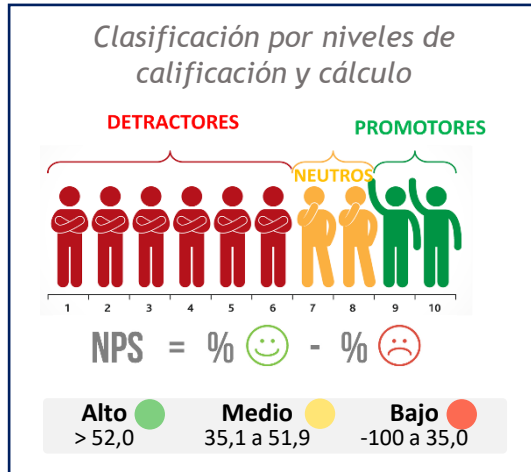 Clasificación por niveles de
calificación y cálculo
DETRACTORES
PROMOTORES
NEUTROS
1 2 3 4 5 6 7 8 9 10
NPS = % - %
Alto Medio Bajo
> 52,0 35,1 a 51,9 -100 a 35,0